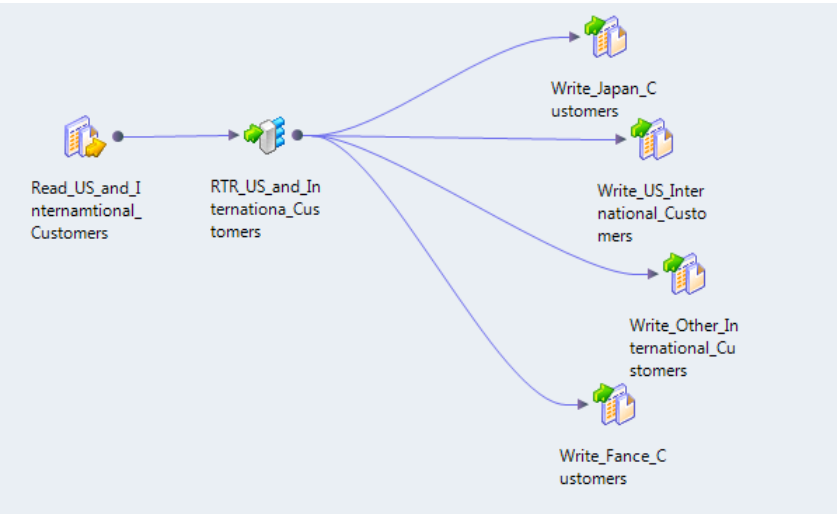 Read_US_and_I
nternamtional_
Customers
RTR_US_and_In
ternationa_Cus
tomers
Write_Japan_C
ustomers
Write_US_Inter
national_Custo
mers
Write_Other_In
ternational_Cu
stomers
Write_Fance_C
ustomers